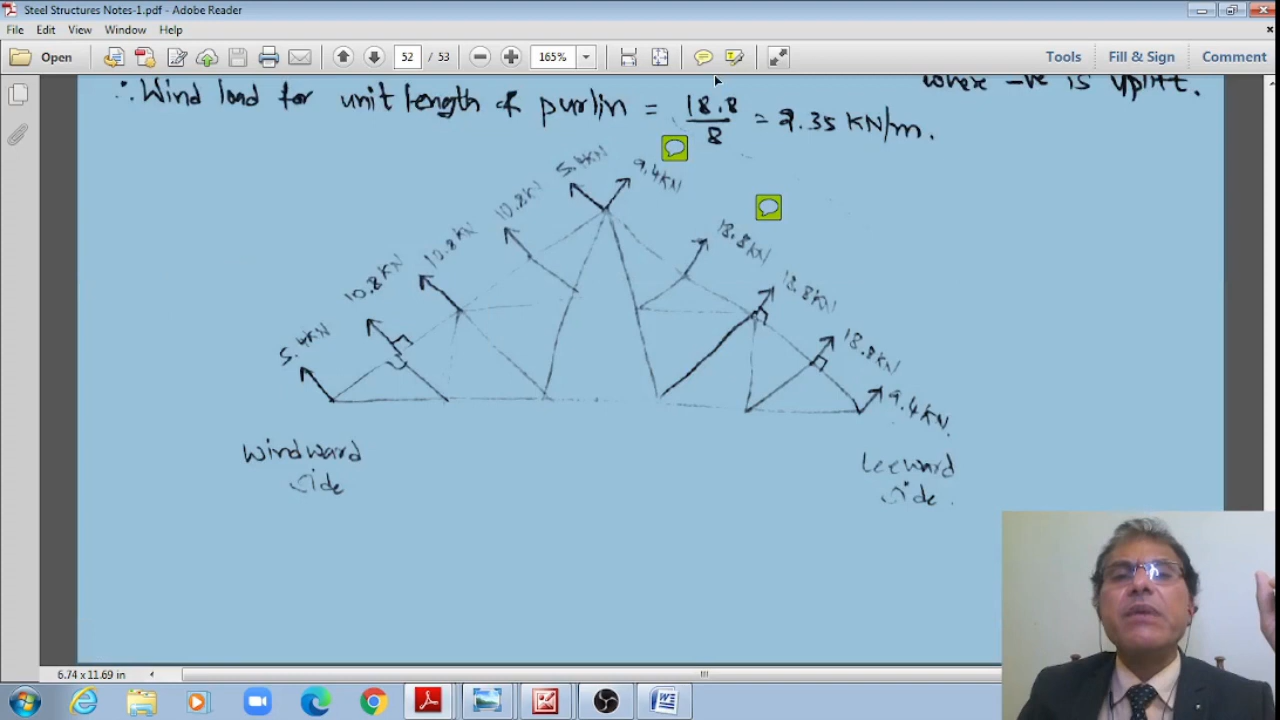 Steel Structures Notes-1.pdf - Adobe Reader
File Edit View Window Help
Open 52 / 53 165% Tools Fill & Sign Comment
where -ve is uplift.
∴ Wind load for unit length of purlin = 18.8/8 = 2.35 KN/m.
5.4KN 9.4KN
10.8KN
10.8KN 18.8KN
10.8KN 18.8KN
5.4KN 18.8KN
9.4KN.
Windward Side
Leeward Side.
6.74 x 11.69 in